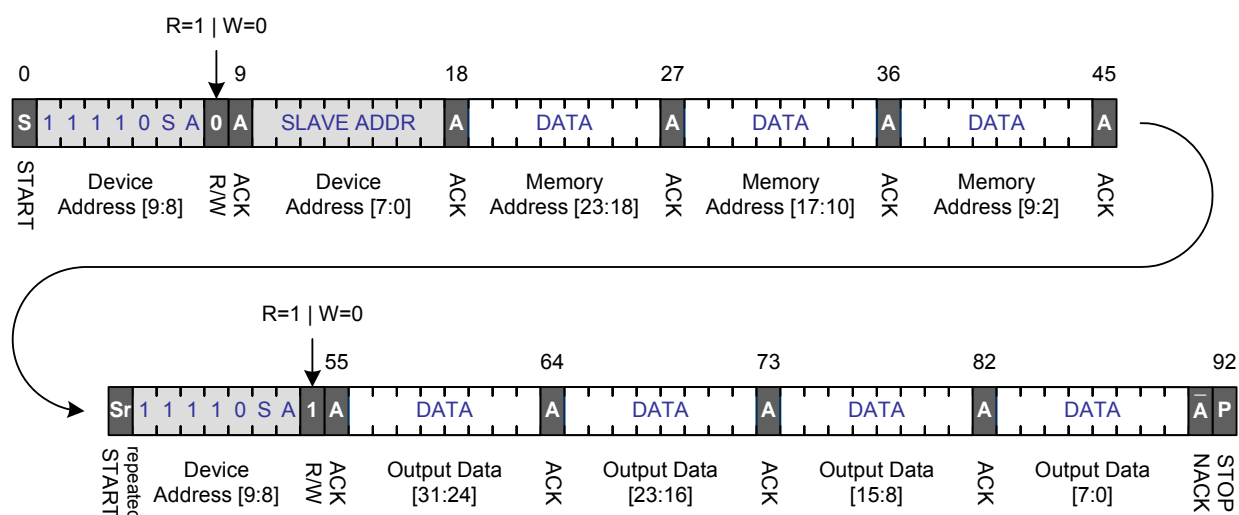 R=1 | W=0
0 9 18 27 36 45
S 1 1 1 1 0 S A 0 A SLAVE ADDR A DATA A DATA A DATA A
START Device Address [9:8] R/W ACK Device Address [7:0] ACK Memory Address [23:18] ACK Memory Address [17:10] ACK Memory Address [9:2] ACK
R=1 | W=0
55 64 73 82 92
Sr 1 1 1 1 0 S A 1 A DATA A DATA A DATA A DATA A̅ P
repeated START Device Address [9:8] R/W ACK Output Data [31:24] ACK Output Data [23:16] ACK Output Data [15:8] ACK Output Data [7:0] NACK STOP